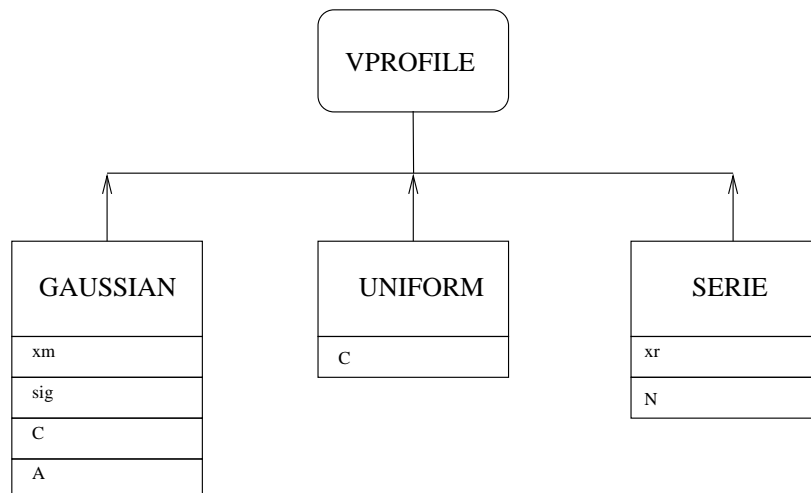 VPROFILE
GAUSSIAN
xm
sig
C
A
UNIFORM
C
SERIE
xr
N